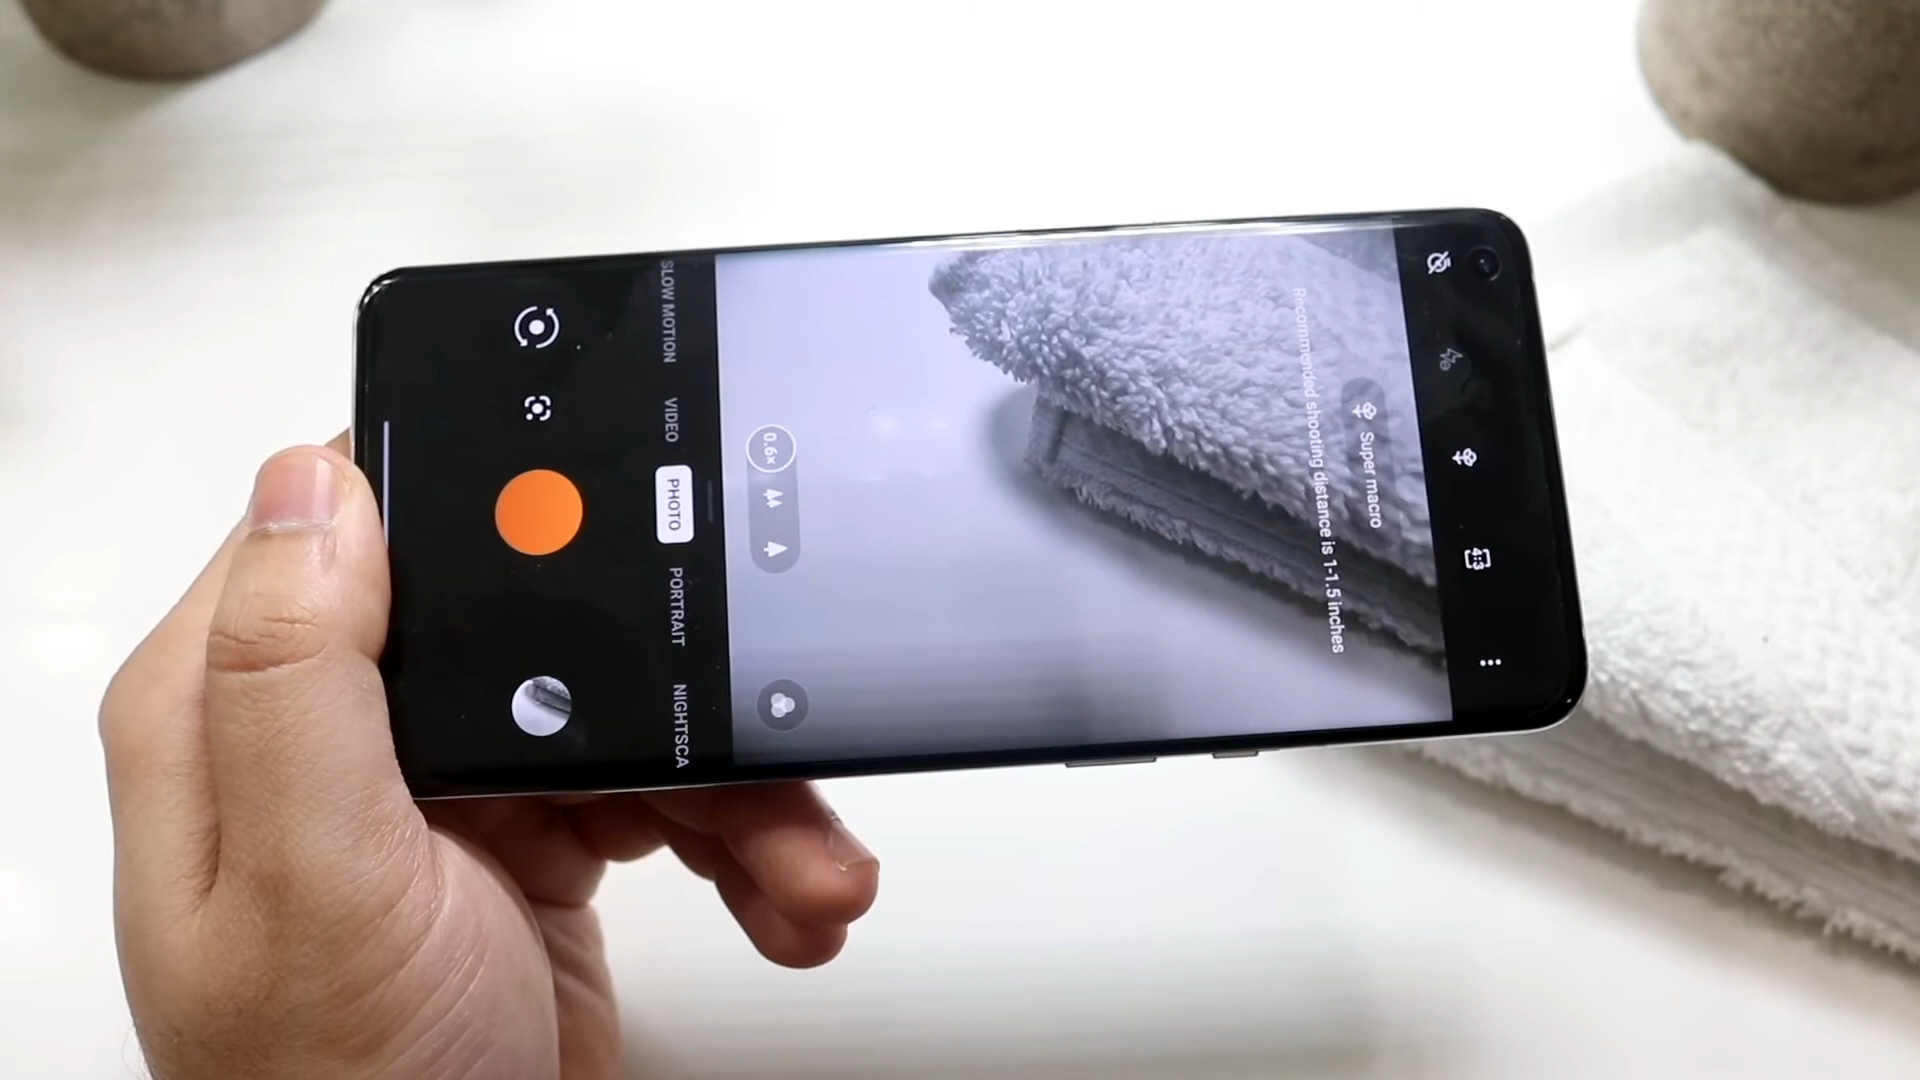 4:3
Super macro
Recommended shooting distance is 1-1.5 inches
0.6×
SLOW MOTION
VIDEO
PHOTO
PORTRAIT
NIGHTSCA